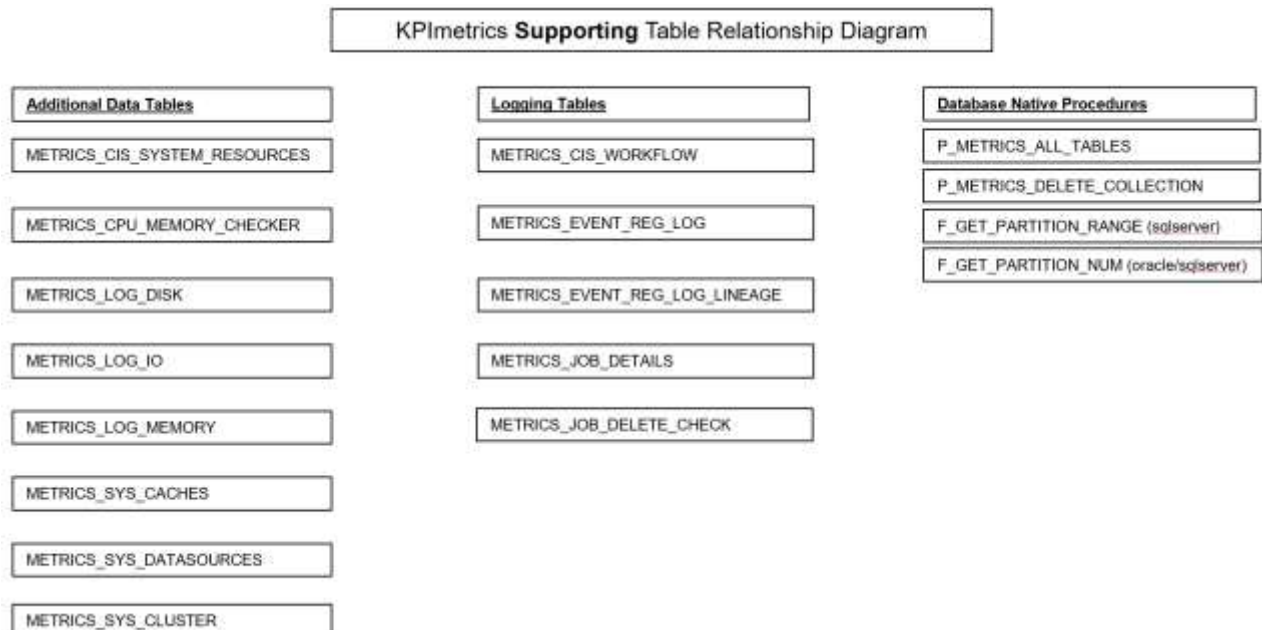 KPImetrics Supporting Table Relationship Diagram
Additional Data Tables
METRICS_CIS_SYSTEM_RESOURCES
METRICS_CPU_MEMORY_CHECKER
METRICS_LOG_DISK
METRICS_LOG_IO
METRICS_LOG_MEMORY
METRICS_SYS_CACHES
METRICS_SYS_DATASOURCES
METRICS_SYS_CLUSTER
Logging Tables
METRICS_CIS_WORKFLOW
METRICS_EVENT_REG_LOG
METRICS_EVENT_REG_LOG_LINEAGE
METRICS_JOB_DETAILS
METRICS_JOB_DELETE_CHECK
Database Native Procedures
P_METRICS_ALL_TABLES
P_METRICS_DELETE_COLLECTION
F_GET_PARTITION_RANGE (sqlserver)
F_GET_PARTITION_NUM (oracle/sqlserver)